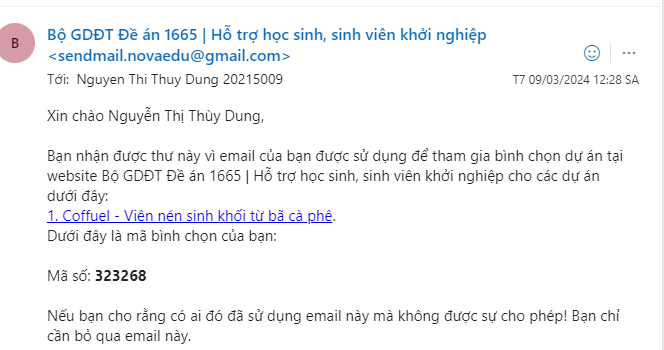 B
Bộ GDĐT Đề án 1665 | Hỗ trợ học sinh, sinh viên khởi nghiệp
<sendmail.novaedu@gmail.com>
Tới: Nguyen Thi Thuy Dung 20215009
T7 09/03/2024 12:28 SA
Xin chào Nguyễn Thị Thùy Dung,
Bạn nhận được thư này vì email của bạn được sử dụng để tham gia bình chọn dự án tại
website Bộ GDĐT Đề án 1665 | Hỗ trợ học sinh, sinh viên khởi nghiệp cho các dự án
dưới đây:
1. Coffuel - Viên nén sinh khối từ bã cà phê.
Dưới đây là mã bình chọn của bạn:
Mã số: 323268
Nếu bạn cho rằng có ai đó đã sử dụng email này mà không được sự cho phép! Bạn chỉ
cần bỏ qua email này.